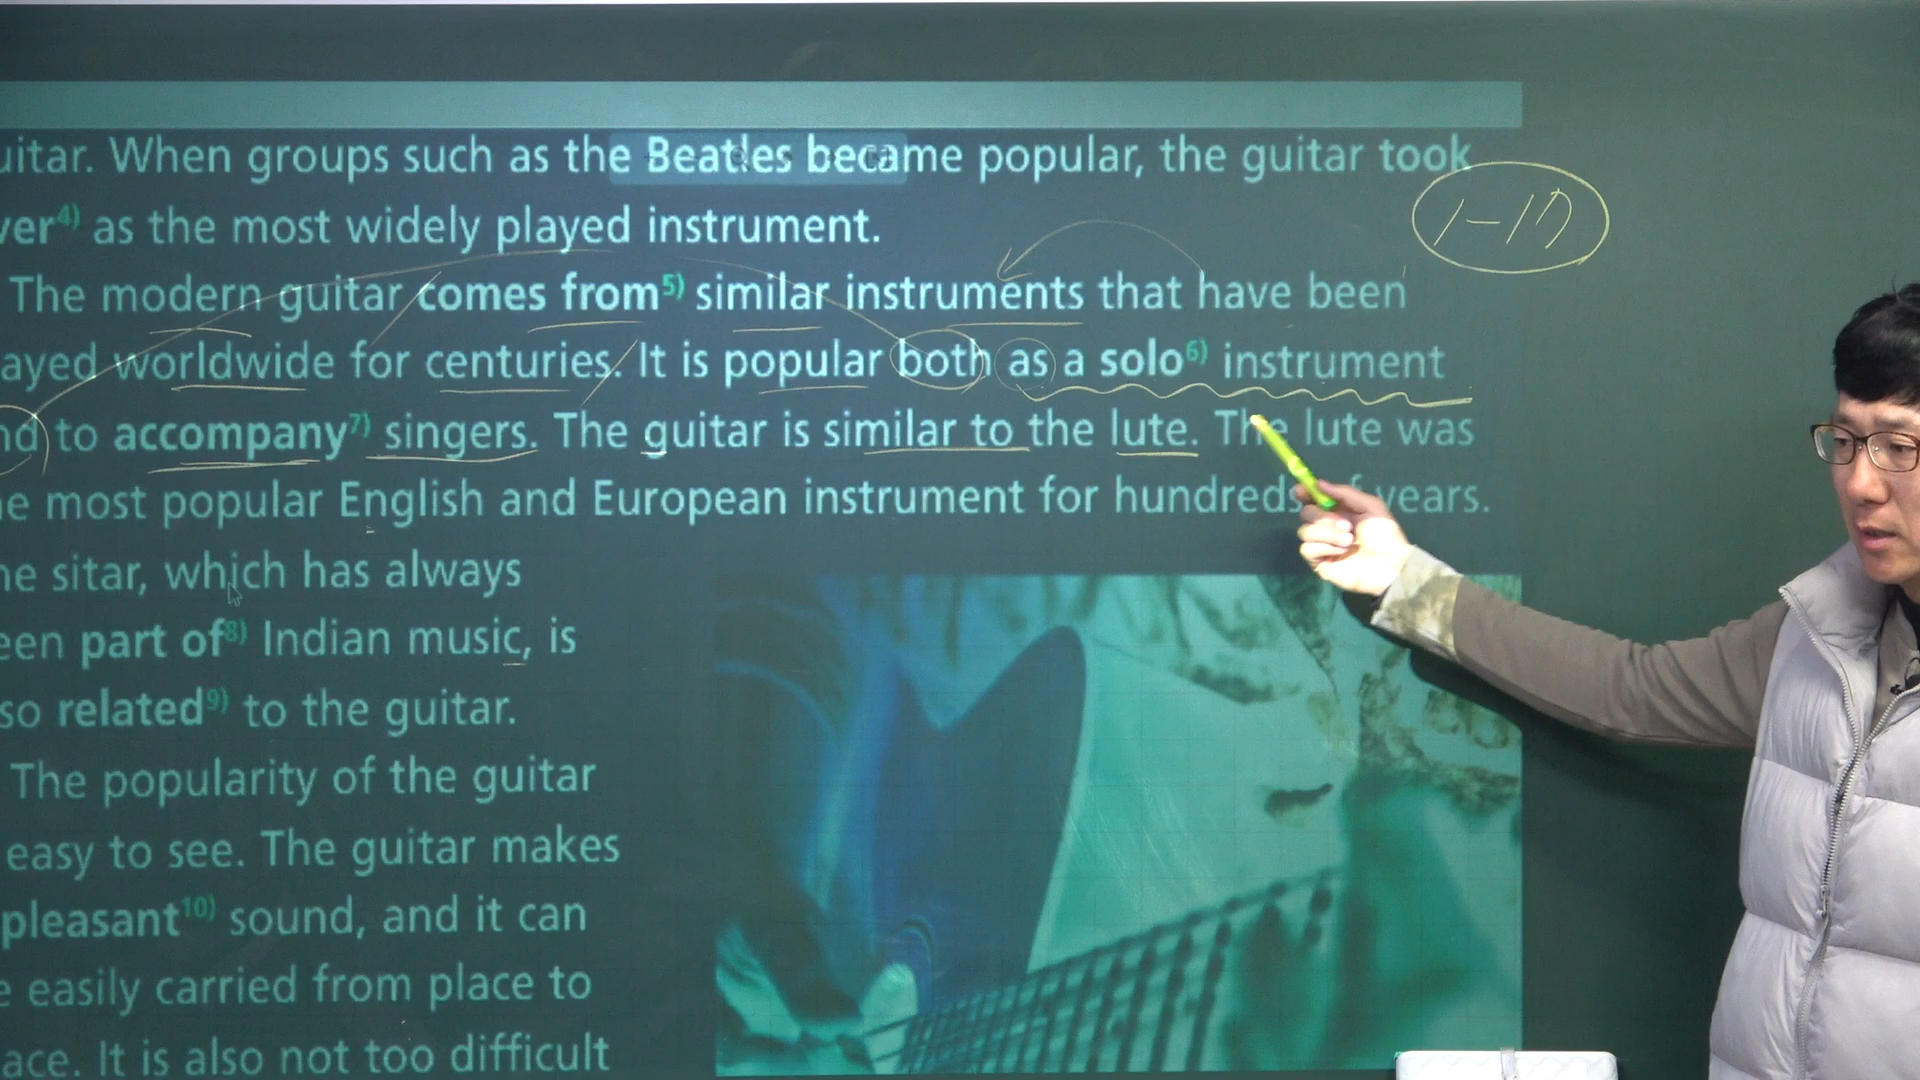 uitar. When groups such as the Beatles became popular, the guitar took
ver4) as the most widely played instrument.
1-17
The modern guitar comes from5) similar instruments that have been
ayed worldwide for centuries. It is popular both as a solo6) instrument
nd to accompany7) singers. The guitar is similar to the lute. The lute was
e most popular English and European instrument for hundreds of years.
he sitar, which has always
een part of8) Indian music, is
so related9) to the guitar.
The popularity of the guitar
easy to see. The guitar makes
pleasant10) sound, and it can
e easily carried from place to
ace. It is also not too difficult